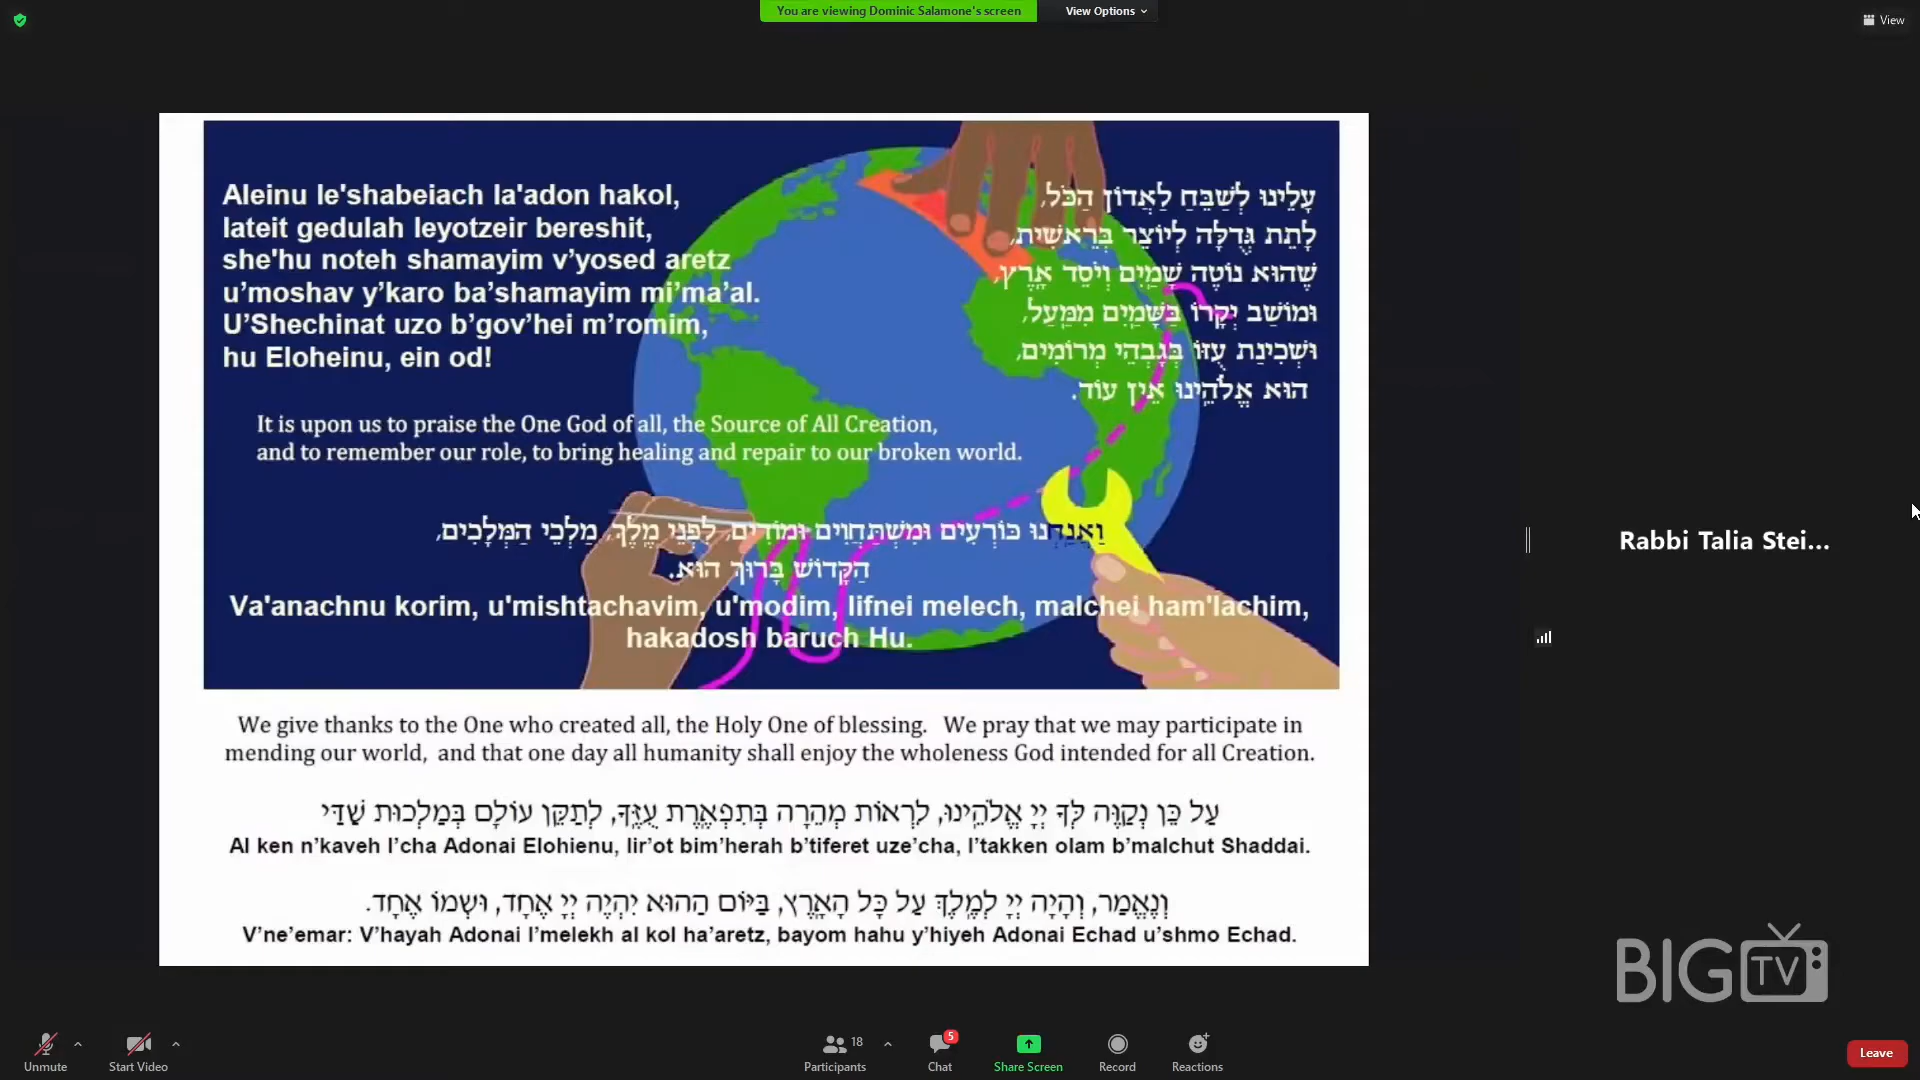 You are viewing Dominic Salamone's screen
View Options
View
Aleinu le'shabeiach la'adon hakol,
lateit gedulah leyotzeir bereshit,
she'hu noteh shamayim v’yosed aretz
u’moshav y’karo ba’shamayim mi’ma’al.
U’Shechinat uzo b’gov’hei m’romim,
hu Eloheinu, ein od!
עָלֵינוּ לְשַׁבֵּחַ לַאֲדוֹן הַכֹּל,
לָתֵת גְּדֻלָּה לְיוֹצֵר בְּרֵאשִׁית,
שֶׁהוּא נוֹטֶה שָׁמַיִם וְיֹסֵד אָרֶץ,
וּמוֹשַׁב יְקָרוֹ בַּשָּׁמַיִם מִמַּעַל,
וּשְׁכִינַת עֻזּוֹ בְּגָבְהֵי מְרוֹמִים,
הוּא אֱלֹהֵינוּ אֵין עוֹד.
It is upon us to praise the One God of all, the Source of All Creation,
and to remember our role, to bring healing and repair to our broken world.
וַאֲנַחְנוּ כּוֹרְעִים וּמִשְׁתַּחֲוִים וּמוֹדִים, לִפְנֵי מֶלֶךְ, מַלְכֵי הַמְּלָכִים,
הַקָּדוֹשׁ בָּרוּךְ הוּא.
Va'anachnu korim, u'mishtachavim, u'modim, lifnei melech, malchei ham'lachim,
hakadosh baruch Hu.
We give thanks to the One who created all, the Holy One of blessing. We pray that we may participate in
mending our world, and that one day all humanity shall enjoy the wholeness God intended for all Creation.
עַל כֵּן נְקַוֶּה לְּךָ יְיָ אֱלֹהֵינוּ, לִרְאוֹת מְהֵרָה בְּתִפְאֶרֶת עֻזֶּךָ, לְתַקֵּן עוֹלָם בְּמַלְכוּת שַׁדַּי
Al ken n’kaveh l’cha Adonai Elohienu, lir’ot bim’herah b’tiferet uze’cha, l’takken olam b’malchut Shaddai.
וְנֶאֱמַר, וְהָיָה יְיָ לְמֶלֶךְ עַל כָּל הָאָרֶץ, בַּיּוֹם הַהוּא יִהְיֶה יְיָ אֶחָד, וּשְׁמוֹ אֶחָד.
V’ne’emar: V’hayah Adonai l’melekh al kol ha’aretz, bayom hahu y’hiyeh Adonai Echad u’shmo Echad.
Rabbi Talia Stei...
BIG TV
Unmute
Start Video
18
Participants
5
Chat
Share Screen
Record
Reactions
Leave